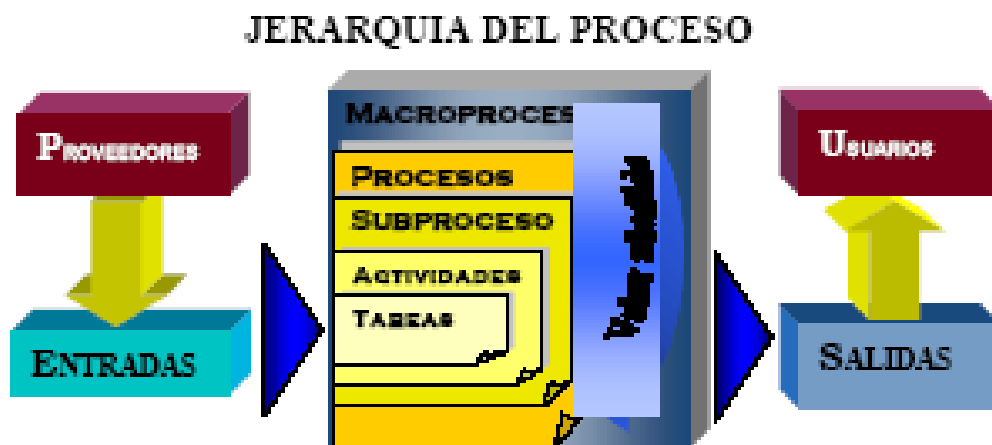 JERARQUIA DEL PROCESO
PROVEEDORES
ENTRADAS
MACROPROCES
PROCESOS
SUBPROCESO
ACTIVIDADES
TAREAS
USUARIOS
SALIDAS